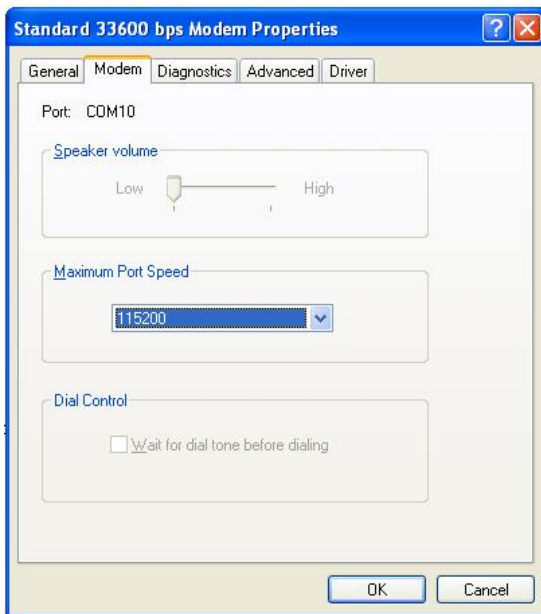 Standard 33600 bps Modem Properties
General Modem Diagnostics Advanced Driver
Port: COM10
Speaker volume
Low High
Maximum Port Speed
115200
Dial Control
Wait for dial tone before dialing
OK Cancel